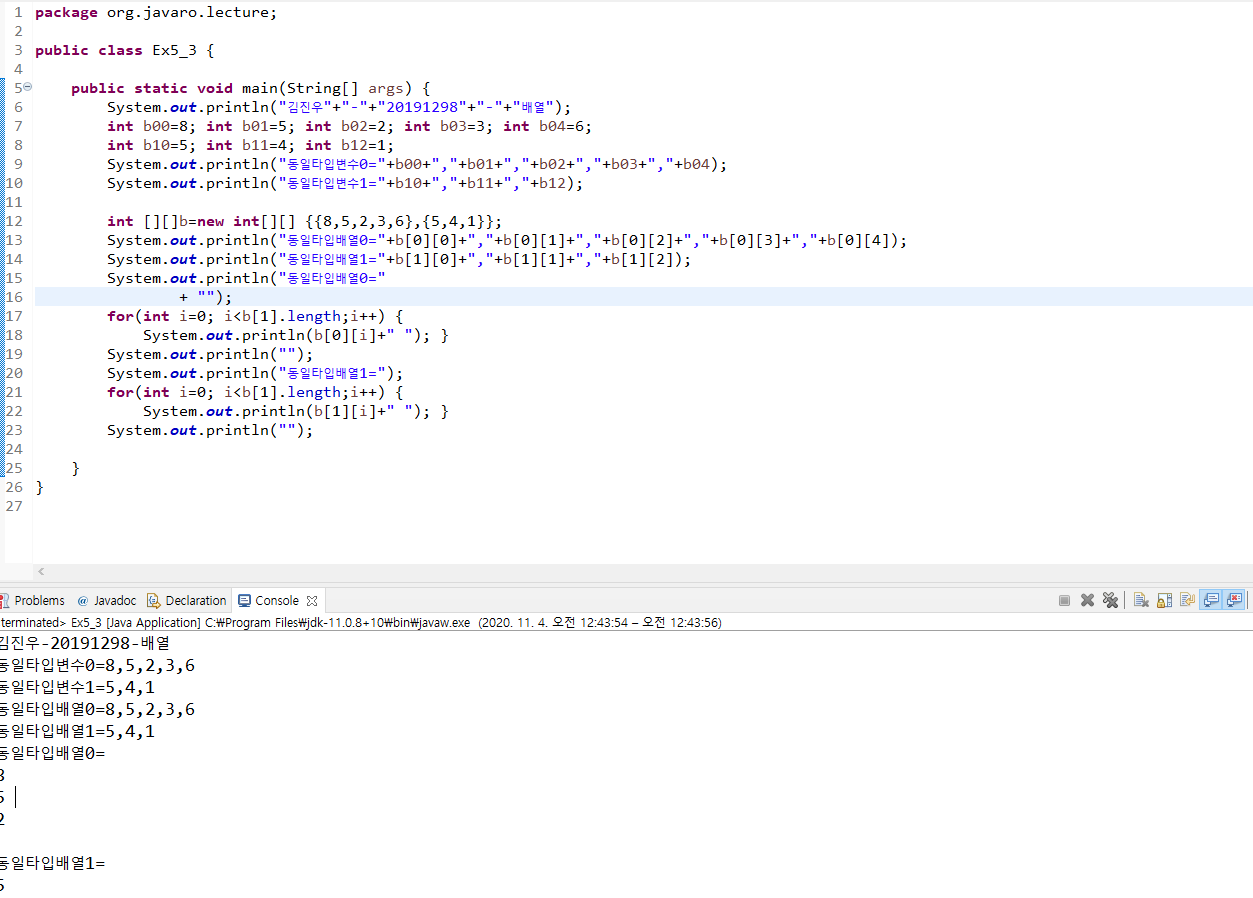 1 package org.javaro.lecture;
2
3 public class Ex5_3 {
4
5 public static void main(String[] args) {
6 System.out.println("김진우"+"-"+"20191298"+"-"+"배열");
7 int b00=8; int b01=5; int b02=2; int b03=3; int b04=6;
8 int b10=5; int b11=4; int b12=1;
9 System.out.println("동일타입변수0="+b00+","+b01+","+b02+","+b03+","+b04);
10 System.out.println("동일타입변수1="+b10+","+b11+","+b12);
11
12 int [][]b=new int[][] {{8,5,2,3,6},{5,4,1}};
13 System.out.println("동일타입배열0="+b[0][0]+","+b[0][1]+","+b[0][2]+","+b[0][3]+","+b[0][4]);
14 System.out.println("동일타입배열1="+b[1][0]+","+b[1][1]+","+b[1][2]);
15 System.out.println("동일타입배열0="
16 + "");
17 for(int i=0; i<b[1].length;i++) {
18 System.out.println(b[0][i]+" "); }
19 System.out.println("");
20 System.out.println("동일타입배열1=");
21 for(int i=0; i<b[1].length;i++) {
22 System.out.println(b[1][i]+" "); }
23 System.out.println("");
24
25 }
26 }
27
Problems @ Javadoc Declaration Console
terminated> Ex5_3 [Java Application] C:₩Program Files₩jdk-11.0.8+10₩bin₩javaw.exe (2020. 11. 4. 오전 12:43:54 – 오전 12:43:56)
김진우-20191298-배열
동일타입변수0=8,5,2,3,6
동일타입변수1=5,4,1
동일타입배열0=8,5,2,3,6
동일타입배열1=5,4,1
동일타입배열0=
8
5
2
동일타입배열1=
5